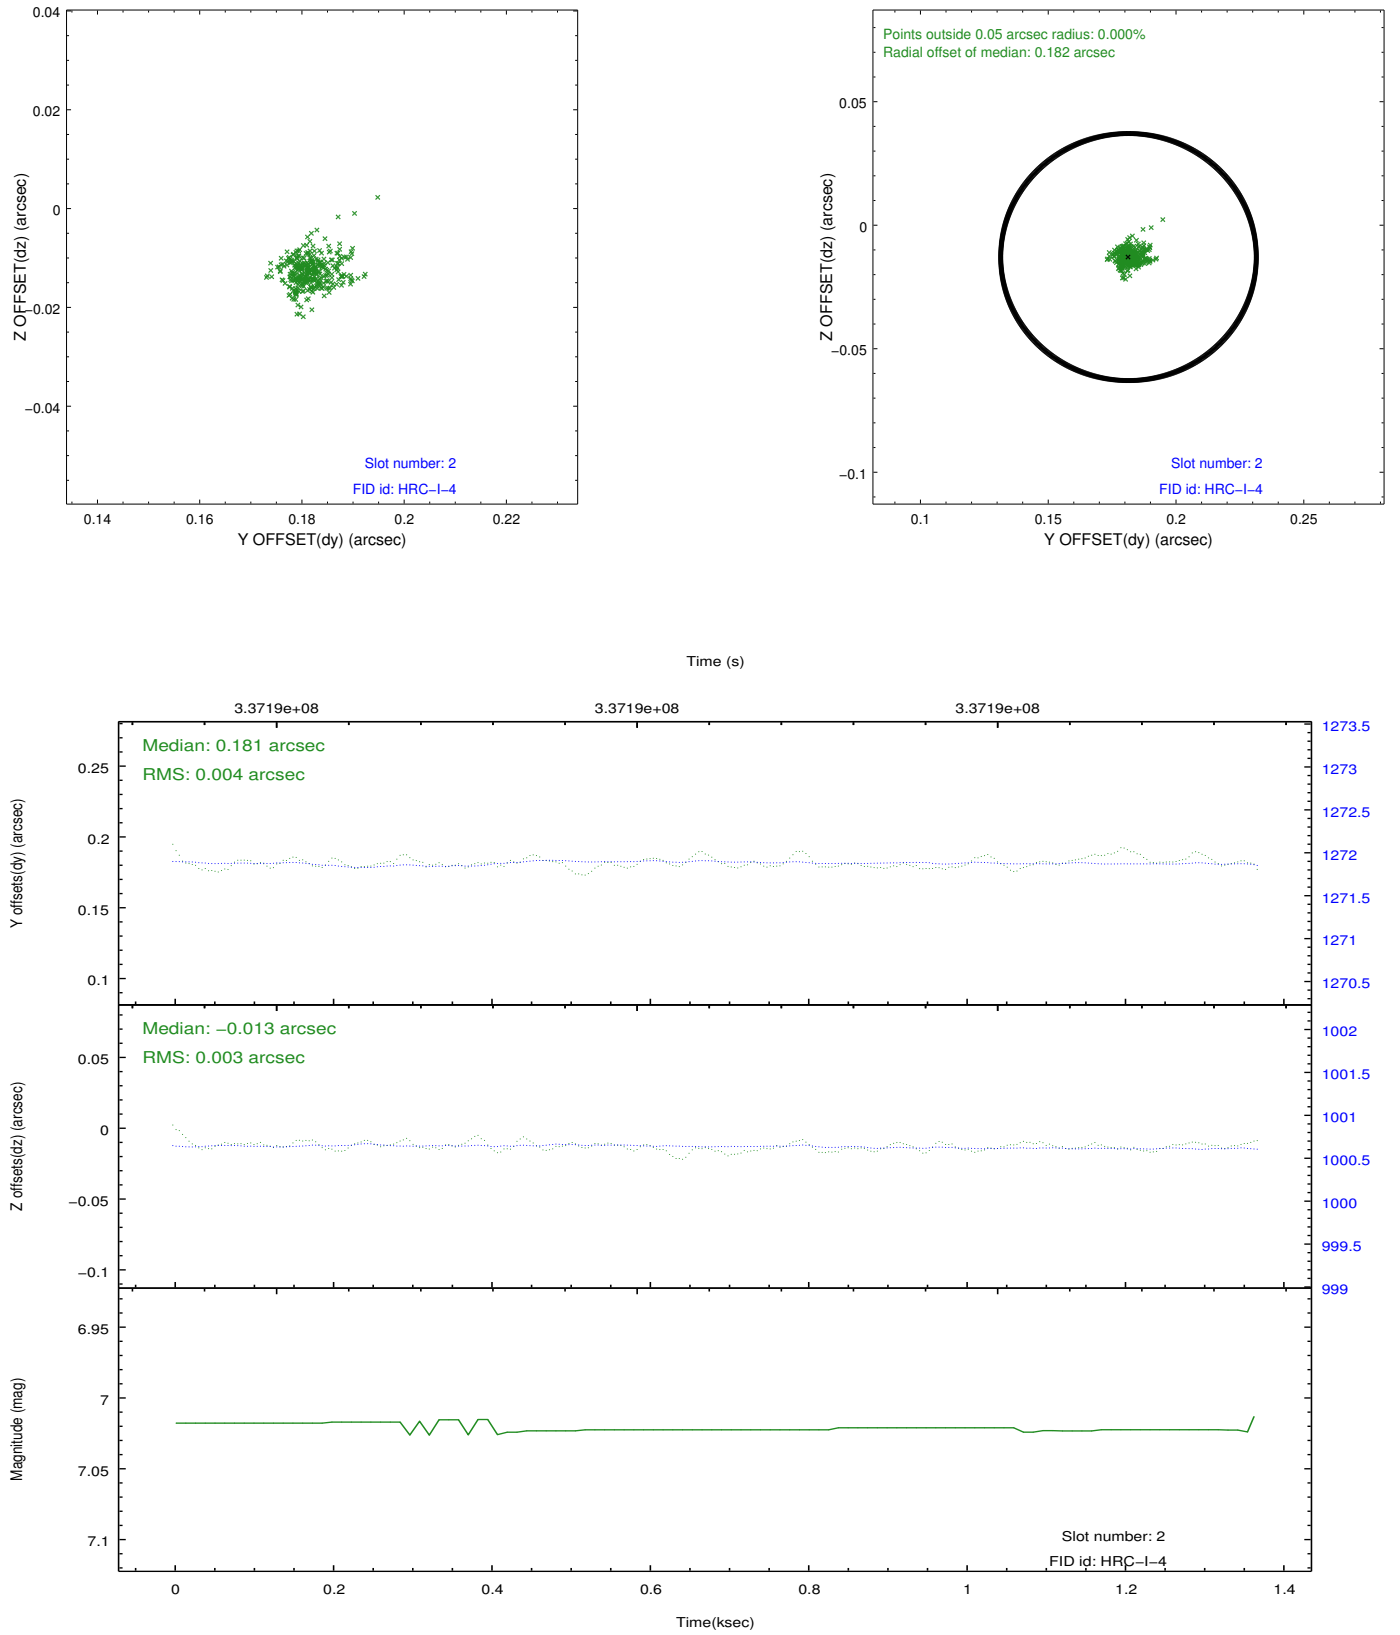 0.04
0.02
0
−0.02
−0.04
Z OFFSET(dz) (arcsec)
Slot number: 2
FID id: HRC−I−4
0.14 0.16 0.18 0.2 0.22
Y OFFSET(dy) (arcsec)
Points outside 0.05 arcsec radius: 0.000%
Radial offset of median: 0.182 arcsec
0.05
0
−0.05
−0.1
Z OFFSET(dz) (arcsec)
Slot number: 2
FID id: HRC−I−4
0.1 0.15 0.2 0.25
Y OFFSET(dy) (arcsec)
Time (s)
3.3719e+08 3.3719e+08 3.3719e+08
Median: 0.181 arcsec
RMS: 0.004 arcsec
0.25
0.2
0.15
0.1
Y offsets(dy) (arcsec)
1273.5
1273
1272.5
1272
1271.5
1271
1270.5
Median: −0.013 arcsec
RMS: 0.003 arcsec
0.05
0
−0.05
−0.1
Z offsets(dz) (arcsec)
1002
1001.5
1001
1000.5
1000
999.5
999
6.95
7
7.05
7.1
Magnitude (mag)
Slot number: 2
FID id: HRC−I−4
0 0.2 0.4 0.6 0.8 1 1.2 1.4
Time(ksec)